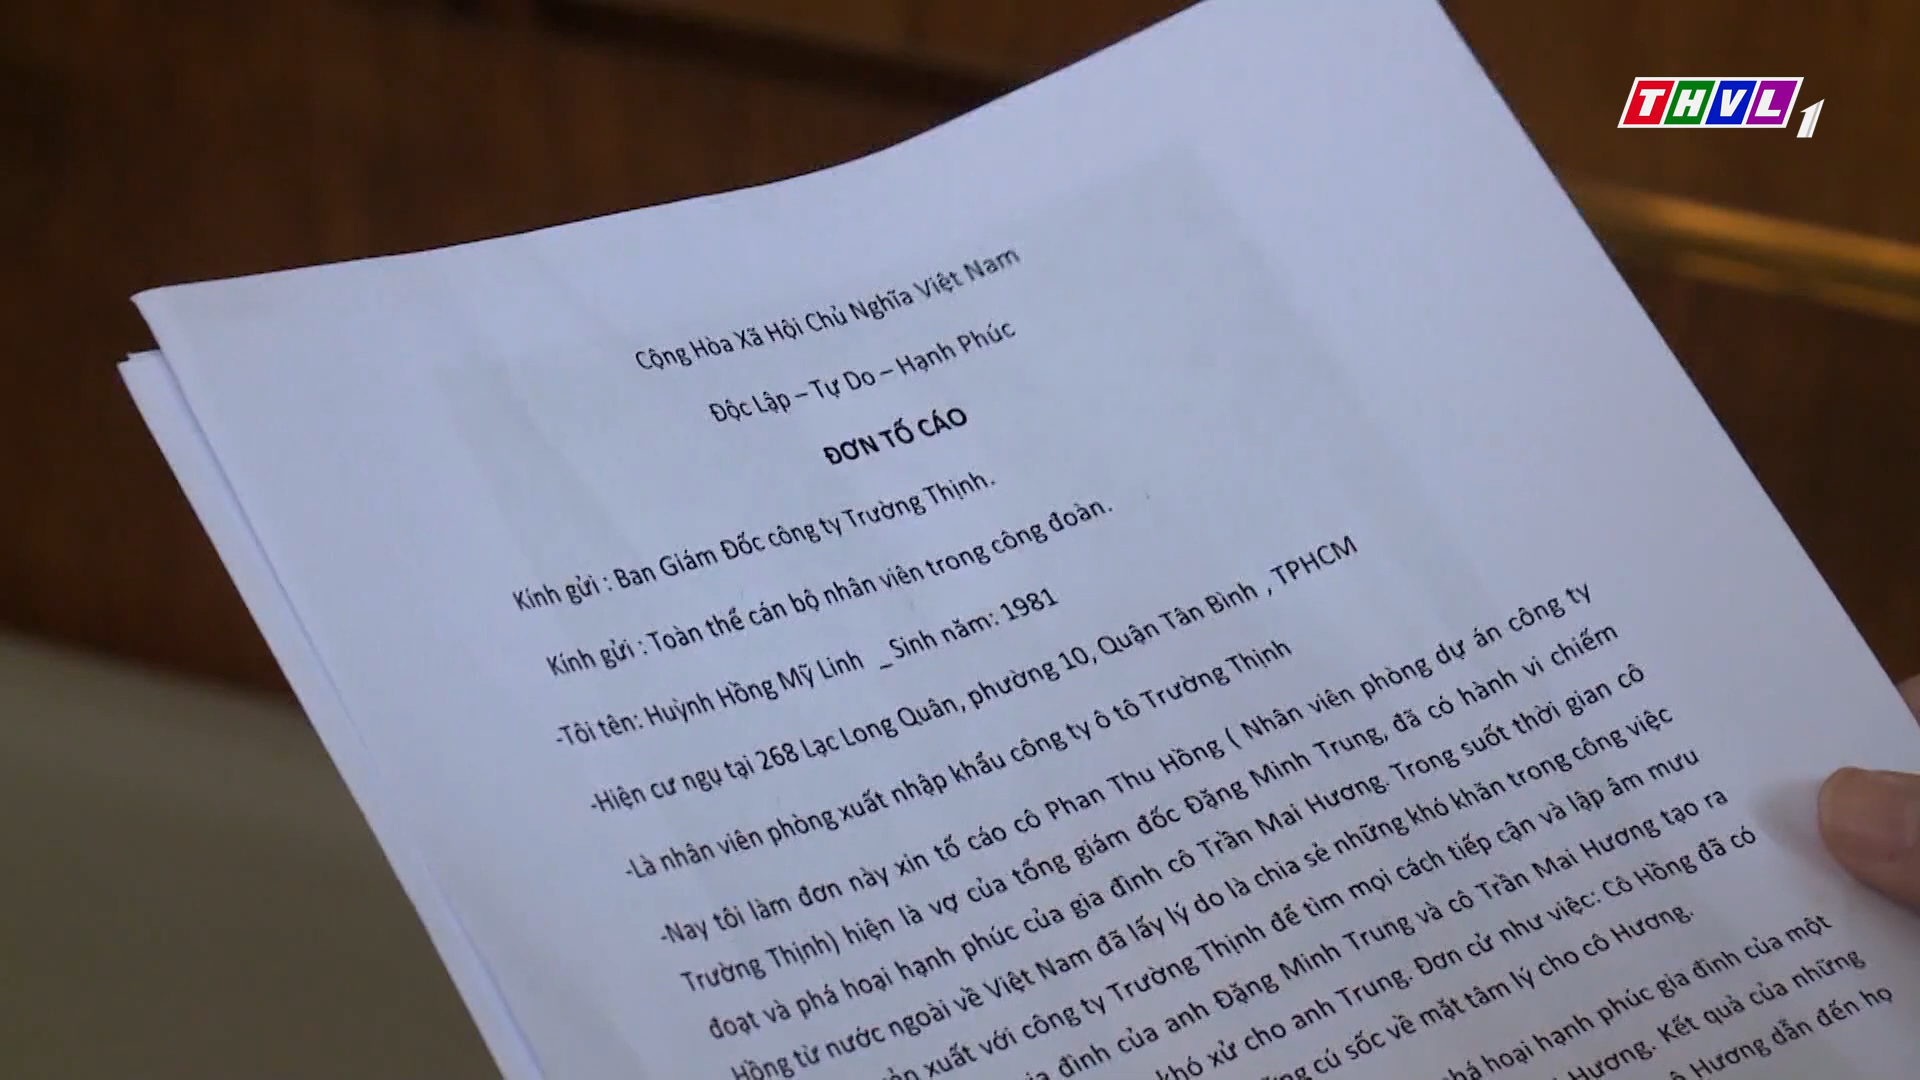 THVL1
Cộng Hòa Xã Hội Chủ Nghĩa Việt Nam
Độc Lập – Tự Do – Hạnh Phúc
ĐƠN TỐ CÁO
Kính gửi : Ban Giám Đốc công ty Trường Thịnh.
Kính gửi : Toàn thể cán bộ nhân viên trong công đoàn.
-Tôi tên: Huỳnh Hồng Mỹ Linh _Sinh năm: 1981
-Hiện cư ngụ tại 268 Lạc Long Quân, phường 10, Quận Tân Bình , TPHCM
-Là nhân viên phòng xuất nhập khẩu công ty ô tô Trường Thịnh
-Nay tôi làm đơn này xin tố cáo cô Phan Thu Hồng ( Nhân viên phòng dự án công ty
Trường Thịnh) hiện là vợ của tổng giám đốc Đặng Minh Trung, đã có hành vi chiếm
đoạt và phá hoại hạnh phúc của gia đình cô Trần Mai Hương. Trong suốt thời gian cô
Hồng từ nước ngoài về Việt Nam đã lấy lý do là chia sẻ những khó khăn trong công việc
xuất với công ty Trường Thịnh để tìm mọi cách tiếp cận và lập âm mưu
đình của anh Đặng Minh Trung và cô Trần Mai Hương tạo ra
khó xử cho anh Trung. Đơn cử như việc: Cô Hồng đã có
cú sốc về mặt tâm lý cho cô Hương.
hoại hạnh phúc gia đình của một
Hương. Kết quả của những
Hương dẫn đến họ